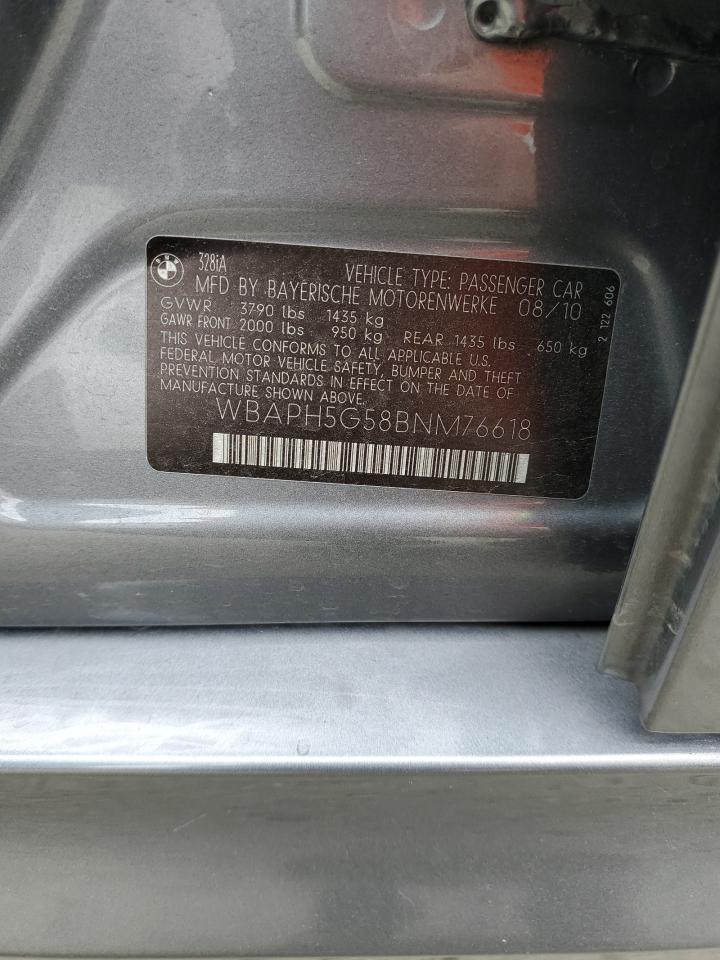 BMW
328iA
VEHICLE TYPE: PASSENGER CAR
MFD BY BAYERISCHE MOTORENWERKE 08/10
GVWR 3790 lbs 1435 kg
GAWR FRONT 2000 lbs 950 kg REAR 1435 lbs 650 kg
THIS VEHICLE CONFORMS TO ALL APPLICABLE U.S.
FEDERAL MOTOR VEHICLE SAFETY, BUMPER AND THEFT
PREVENTION STANDARDS IN EFFECT ON THE DATE OF
MANUFACTURE SHOWN ABOVE.
WBAPH5G58BNM76618
2 122 606